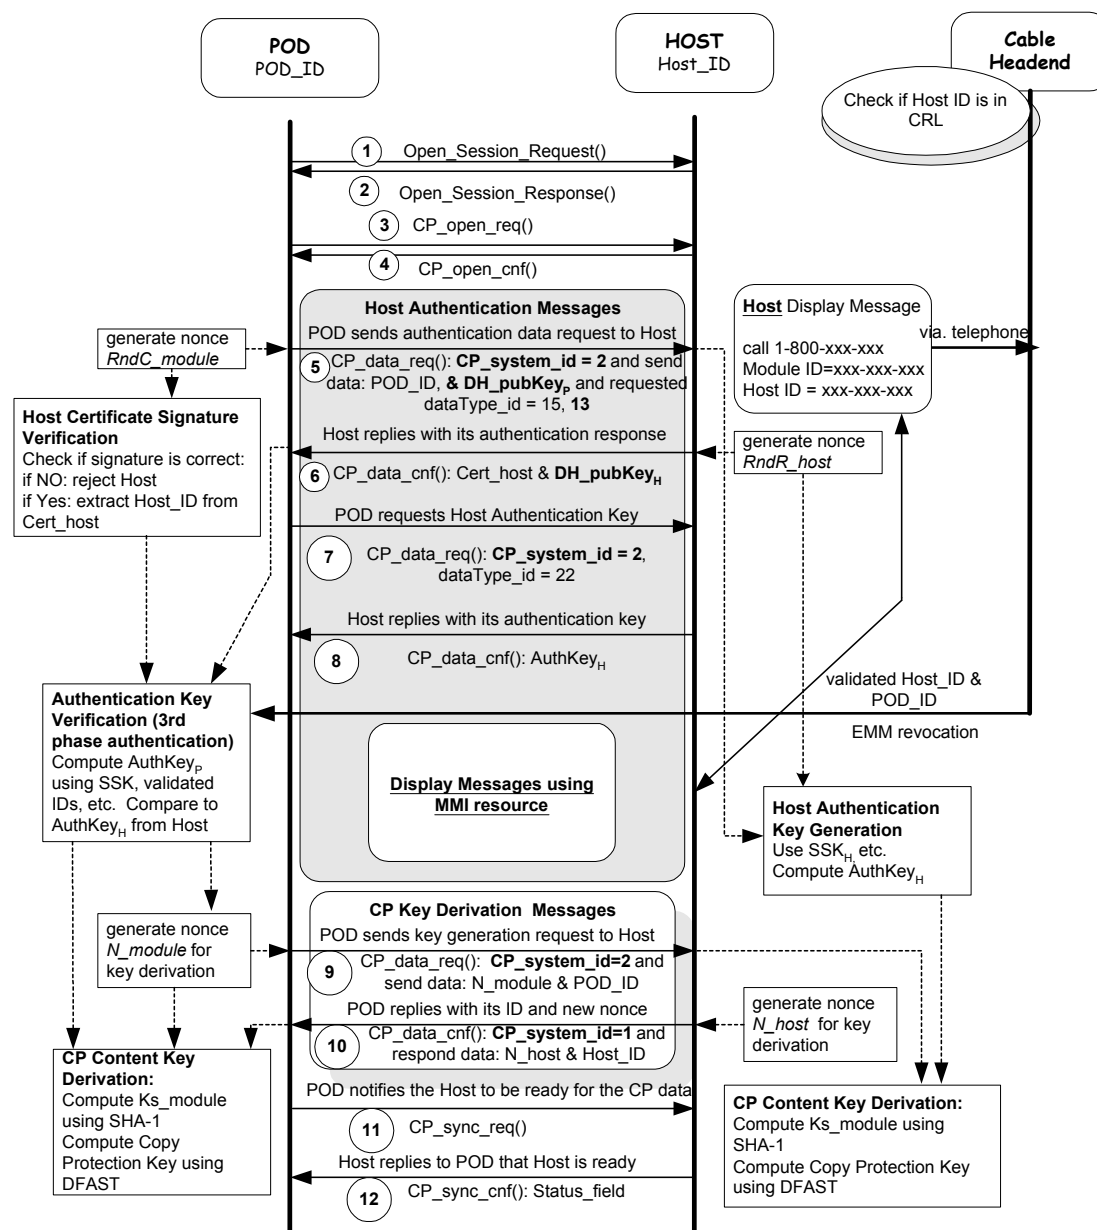 POD
POD_ID
HOST
Host_ID
Cable
Headend
Check if Host ID is in
CRL
1
Open_Session_Request()
2
Open_Session_Response()
3
CP_open_req()
4
CP_open_cnf()
Host Authentication Messages
POD sends authentication data request to Host
5
CP_data_req(): CP_system_id = 2 and send
data: POD_ID, & DH_pubKeyP and requested
dataType_id = 15, 13
Host replies with its authentication response
6
CP_data_cnf(): Cert_host & DH_pubKeyH
POD requests Host Authentication Key
7
CP_data_req(): CP_system_id = 2,
dataType_id = 22
Host replies with its authentication key
8
CP_data_cnf(): AuthKeyH
Display Messages using
MMI resource
generate nonce
RndC_module
Host Certificate Signature
Verification
Check if signature is correct:
if NO: reject Host
if Yes: extract Host_ID from
Cert_host
Host Display Message
call 1-800-xxx-xxx
Module ID=xxx-xxx-xxx
Host ID = xxx-xxx-xxx
via. telephone
generate nonce
RndR_host
validated Host_ID &
POD_ID
EMM revocation
Authentication Key
Verification (3rd
phase authentication)
Compute AuthKeyP
using SSK, validated
IDs, etc.  Compare to
AuthKeyH from Host
Host Authentication
Key Generation
Use SSKH, etc.
Compute AuthKeyH
CP Key Derivation  Messages
POD sends key generation request to Host
9
CP_data_req():  CP_system_id=2 and
send data: N_module & POD_ID
POD replies with its ID and new nonce
10
CP_data_cnf(): CP_system_id=1 and
respond data: N_host & Host_ID
generate nonce
N_module for
key derivation
generate nonce
N_host  for key
derivation
POD notifies the Host to be ready for the CP data
11
CP_sync_req()
Host replies to POD that Host is ready
12
CP_sync_cnf(): Status_field
CP Content Key
Derivation:
Compute Ks_module
using SHA-1
Compute Copy
Protection Key using
DFAST
CP Content Key Derivation:
Compute Ks_module using
SHA-1
Compute Copy Protection Key
using DFAST